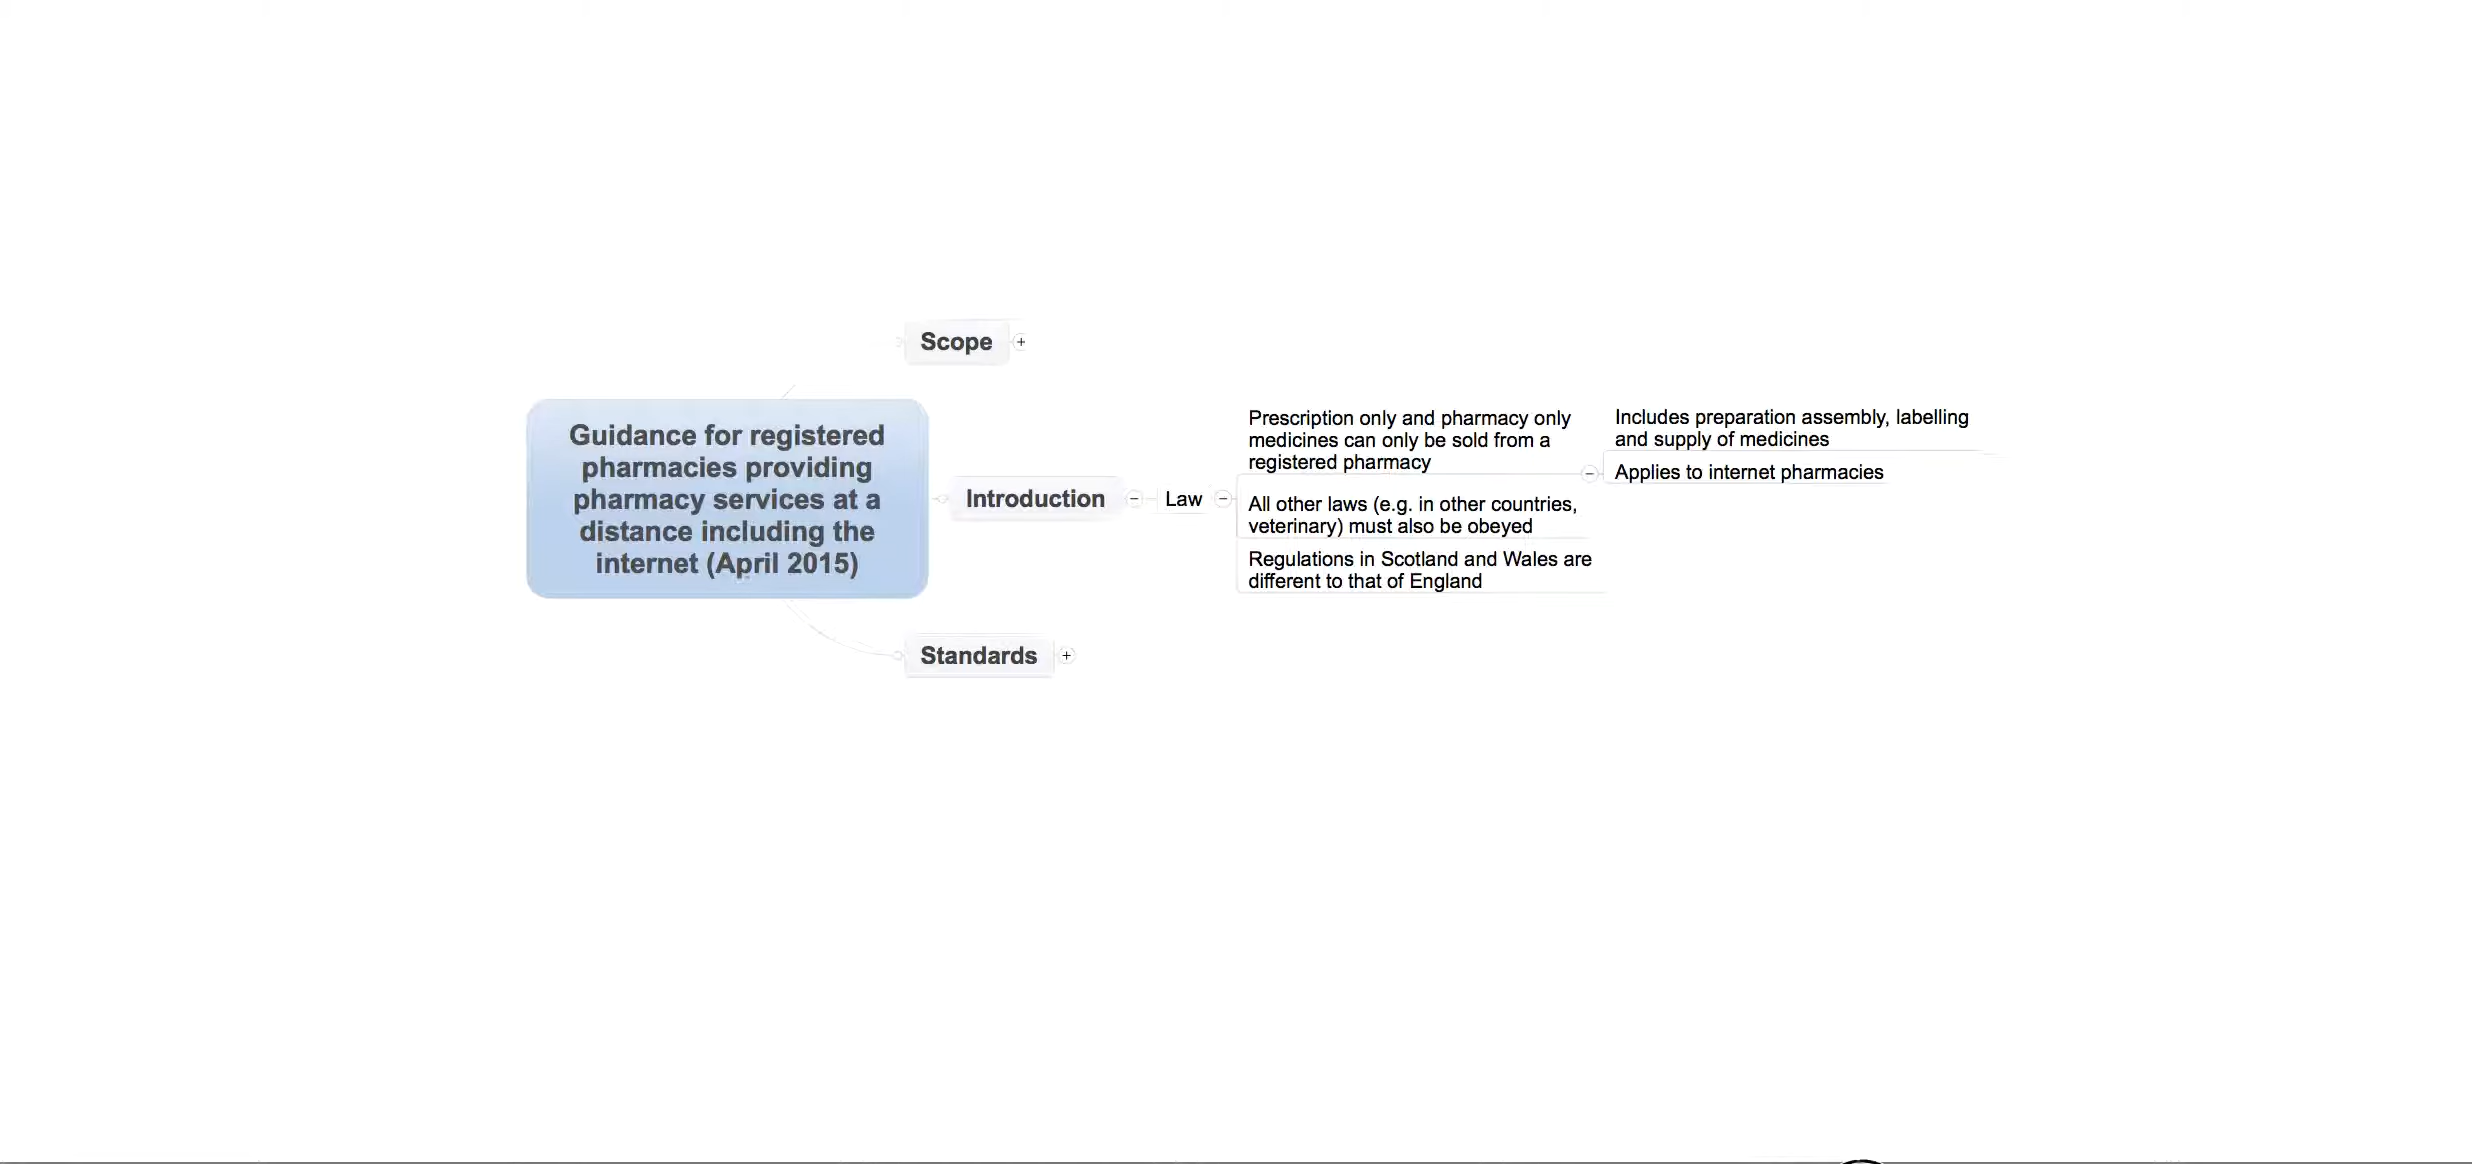 Scope
Guidance for registered
pharmacies providing
pharmacy services at a
distance including the
internet (April 2015)
Introduction
Law
Prescription only and pharmacy only
medicines can only be sold from a
registered pharmacy
Includes preparation assembly, labelling
and supply of medicines
Applies to internet pharmacies
All other laws (e.g. in other countries,
veterinary) must also be obeyed
Regulations in Scotland and Wales are
different to that of England
Standards